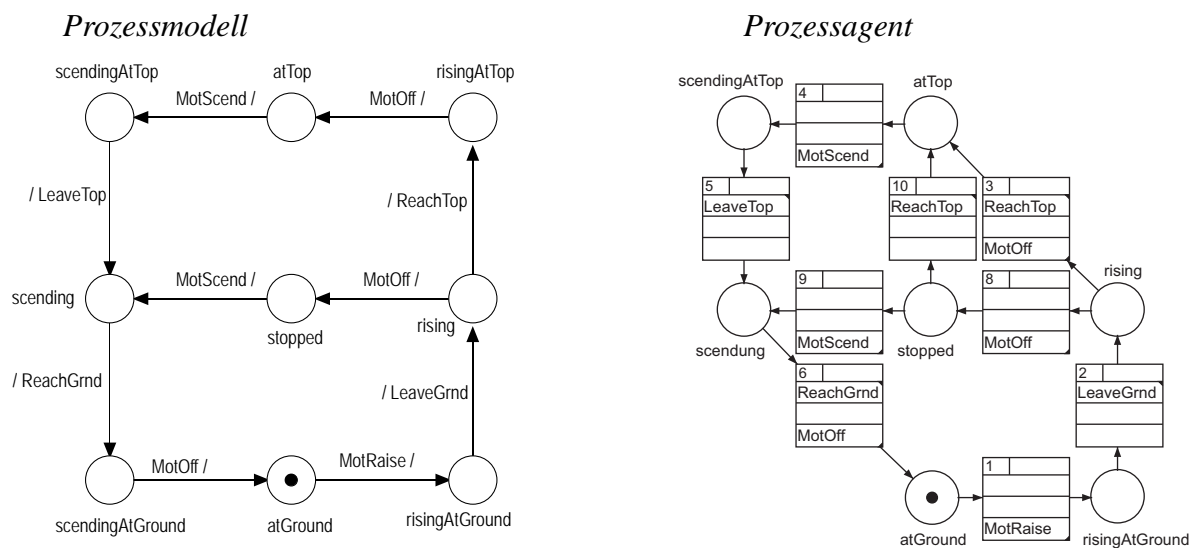 Prozessmodell
scendingAtTop
atTop
risingAtTop
MotScend /
MotOff /
/ LeaveTop
/ ReachTop
scending
MotScend /
MotOff /
stopped
rising
/ ReachGrnd
/ LeaveGrnd
MotOff /
MotRaise /
scendingAtGround
atGround
risingAtGround
Prozessagent
scendingAtTop
4
atTop
MotScend
5
LeaveTop
10
ReachTop
3
ReachTop
MotOff
rising
9
MotScend
8
MotOff
scendung
stopped
6
ReachGrnd
MotOff
2
LeaveGrnd
1
MotRaise
atGround
risingAtGround